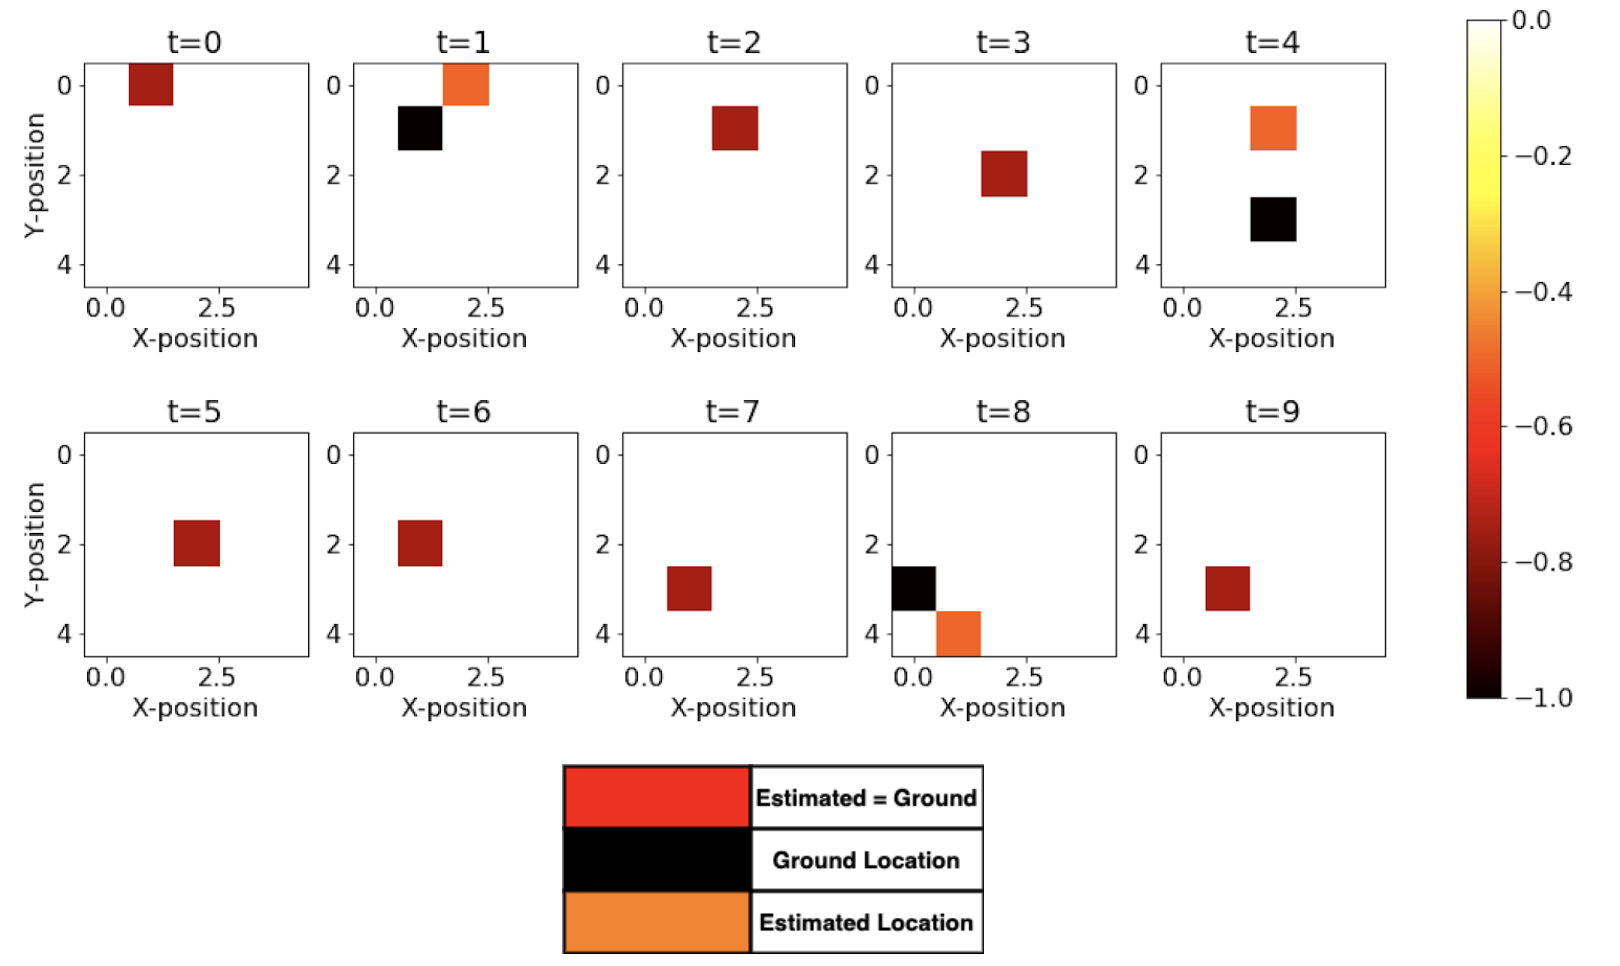 t=0 t=1 t=2 t=3 t=4
0 2 4 0 2 4 0 2 4 0 2 4 0 2 4
Y-position
0.0 2.5 0.0 2.5 0.0 2.5 0.0 2.5 0.0 2.5
X-position X-position X-position X-position X-position
t=5 t=6 t=7 t=8 t=9
0 2 4 0 2 4 0 2 4 0 2 4 0 2 4
Y-position
0.0 2.5 0.0 2.5 0.0 2.5 0.0 2.5 0.0 2.5
X-position X-position X-position X-position X-position
0.0
−0.2
−0.4
−0.6
−0.8
−1.0
Estimated = Ground
Ground Location
Estimated Location